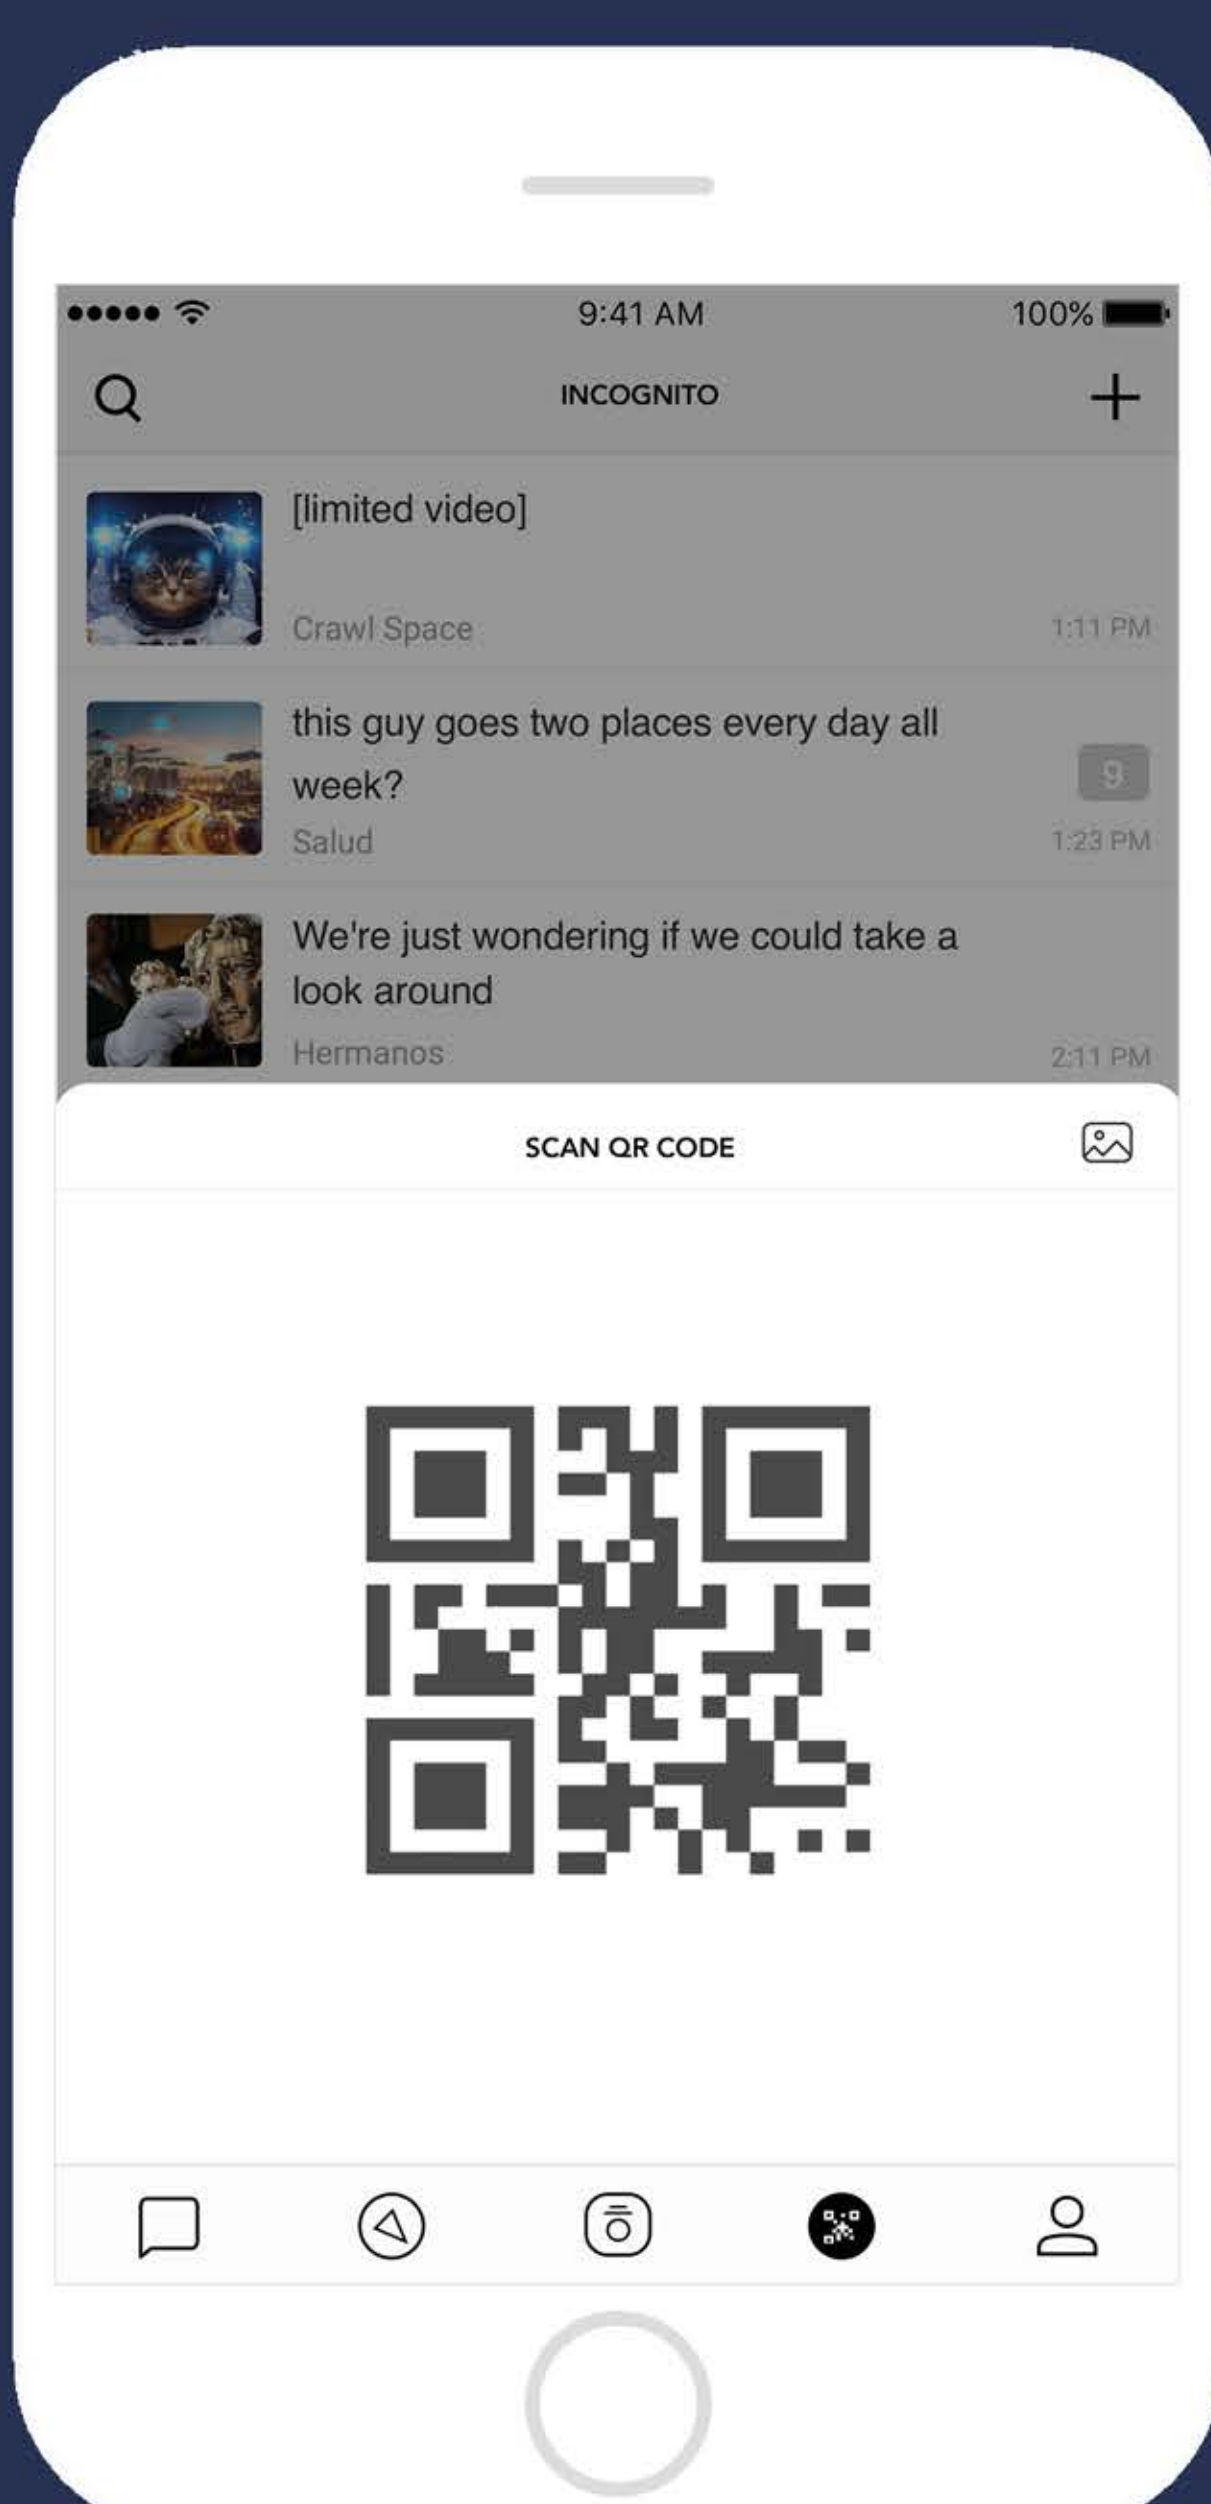 9:41 AM
100%
INCOGNITO
[limited video]
Crawl Space
1:11 PM
this guy goes two places every day all
week?
9
Salud
1:23 PM
We're just wondering if we could take a
look around
Hermanos
2:11 PM
SCAN QR CODE